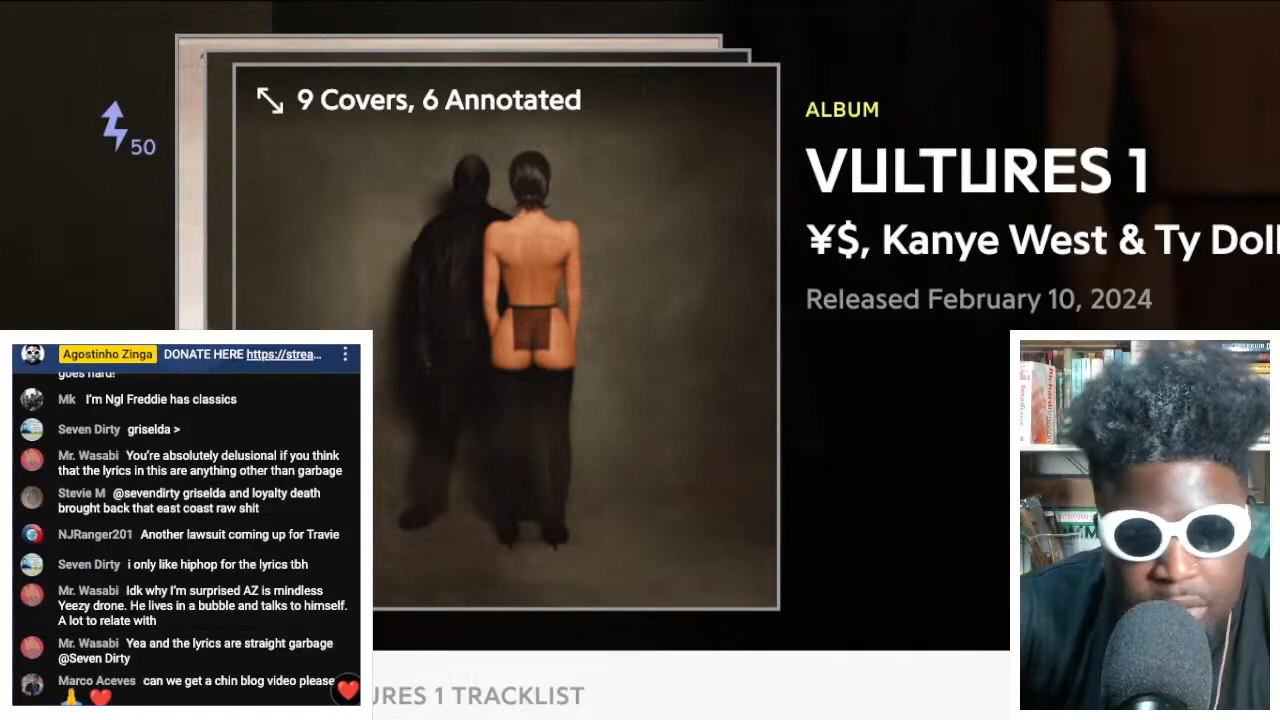 9 Covers, 6 Annotated
50
ALBUM
VULTURES 1
¥$, Kanye West & Ty Doll
Released February 10, 2024
Agostinho Zinga DONATE HERE https://strea...
goes hard!
Mk I'm Ngl Freddie has classics
Seven Dirty griselda >
Mr. Wasabi You're absolutely delusional if you think
that the lyrics in this are anything other than garbage
Stevie M @sevendirty griselda and loyalty death
brought back that east coast raw shit
NJRanger201 Another lawsuit coming up for Travie
Seven Dirty i only like hiphop for the lyrics tbh
Mr. Wasabi Idk why I'm surprised AZ is mindless
Yeezy drone. He lives in a bubble and talks to himself.
A lot to relate with
Mr. Wasabi Yea and the lyrics are straight garbage
@Seven Dirty
Marco Aceves can we get a chin blog video please
URES 1 TRACKLIST